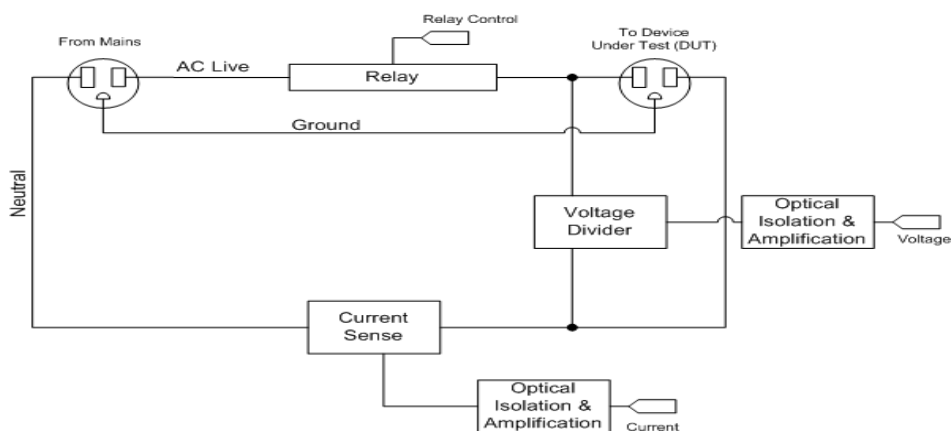 Relay Control
From Mains
To Device
Under Test (DUT)
AC Live
Relay
Ground
Neutral
Voltage
Divider
Optical
Isolation &
Amplification
Voltage
Current
Sense
Optical
Isolation &
Amplification
Current